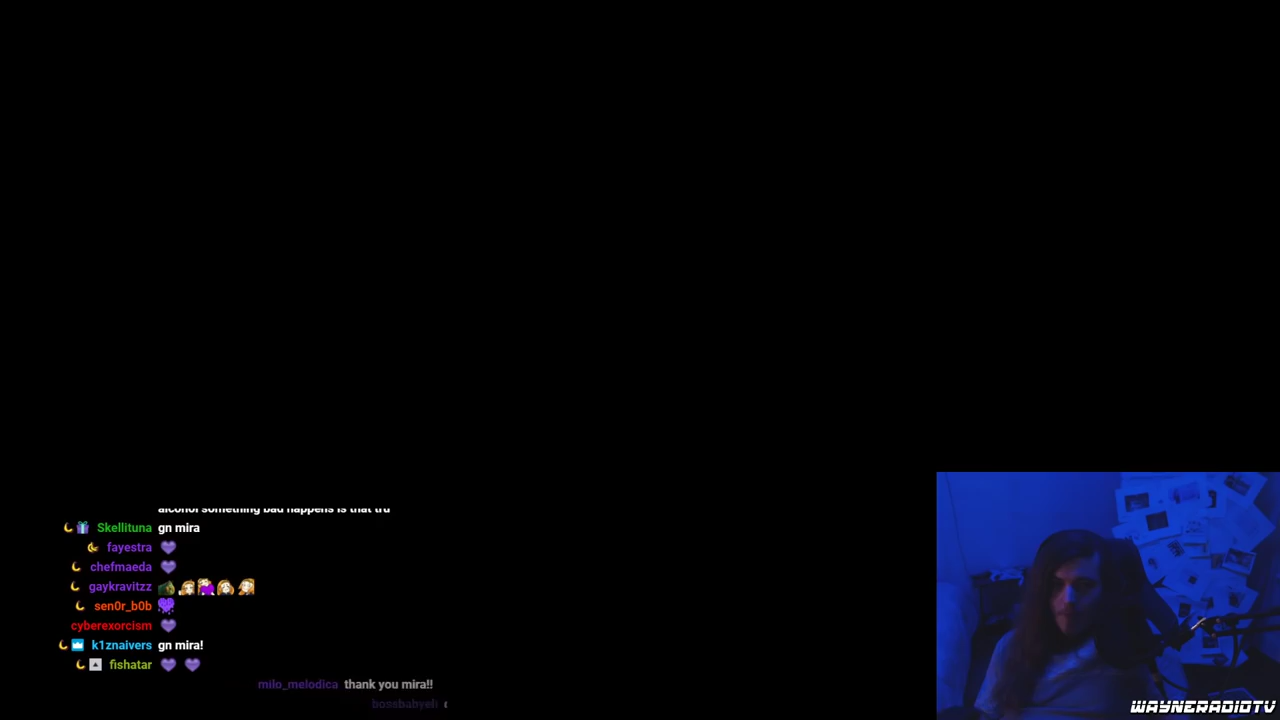 alcohol something bad happens is that tru
Skellituna gn mira
fayestra
chefmaeda
gaykravitzz
sen0r_b0b
cyberexorcism
k1znaivers gn mira!
fishatar
milo_melodica thank you mira!!
bossbabyeli
WAYNERADIOTV